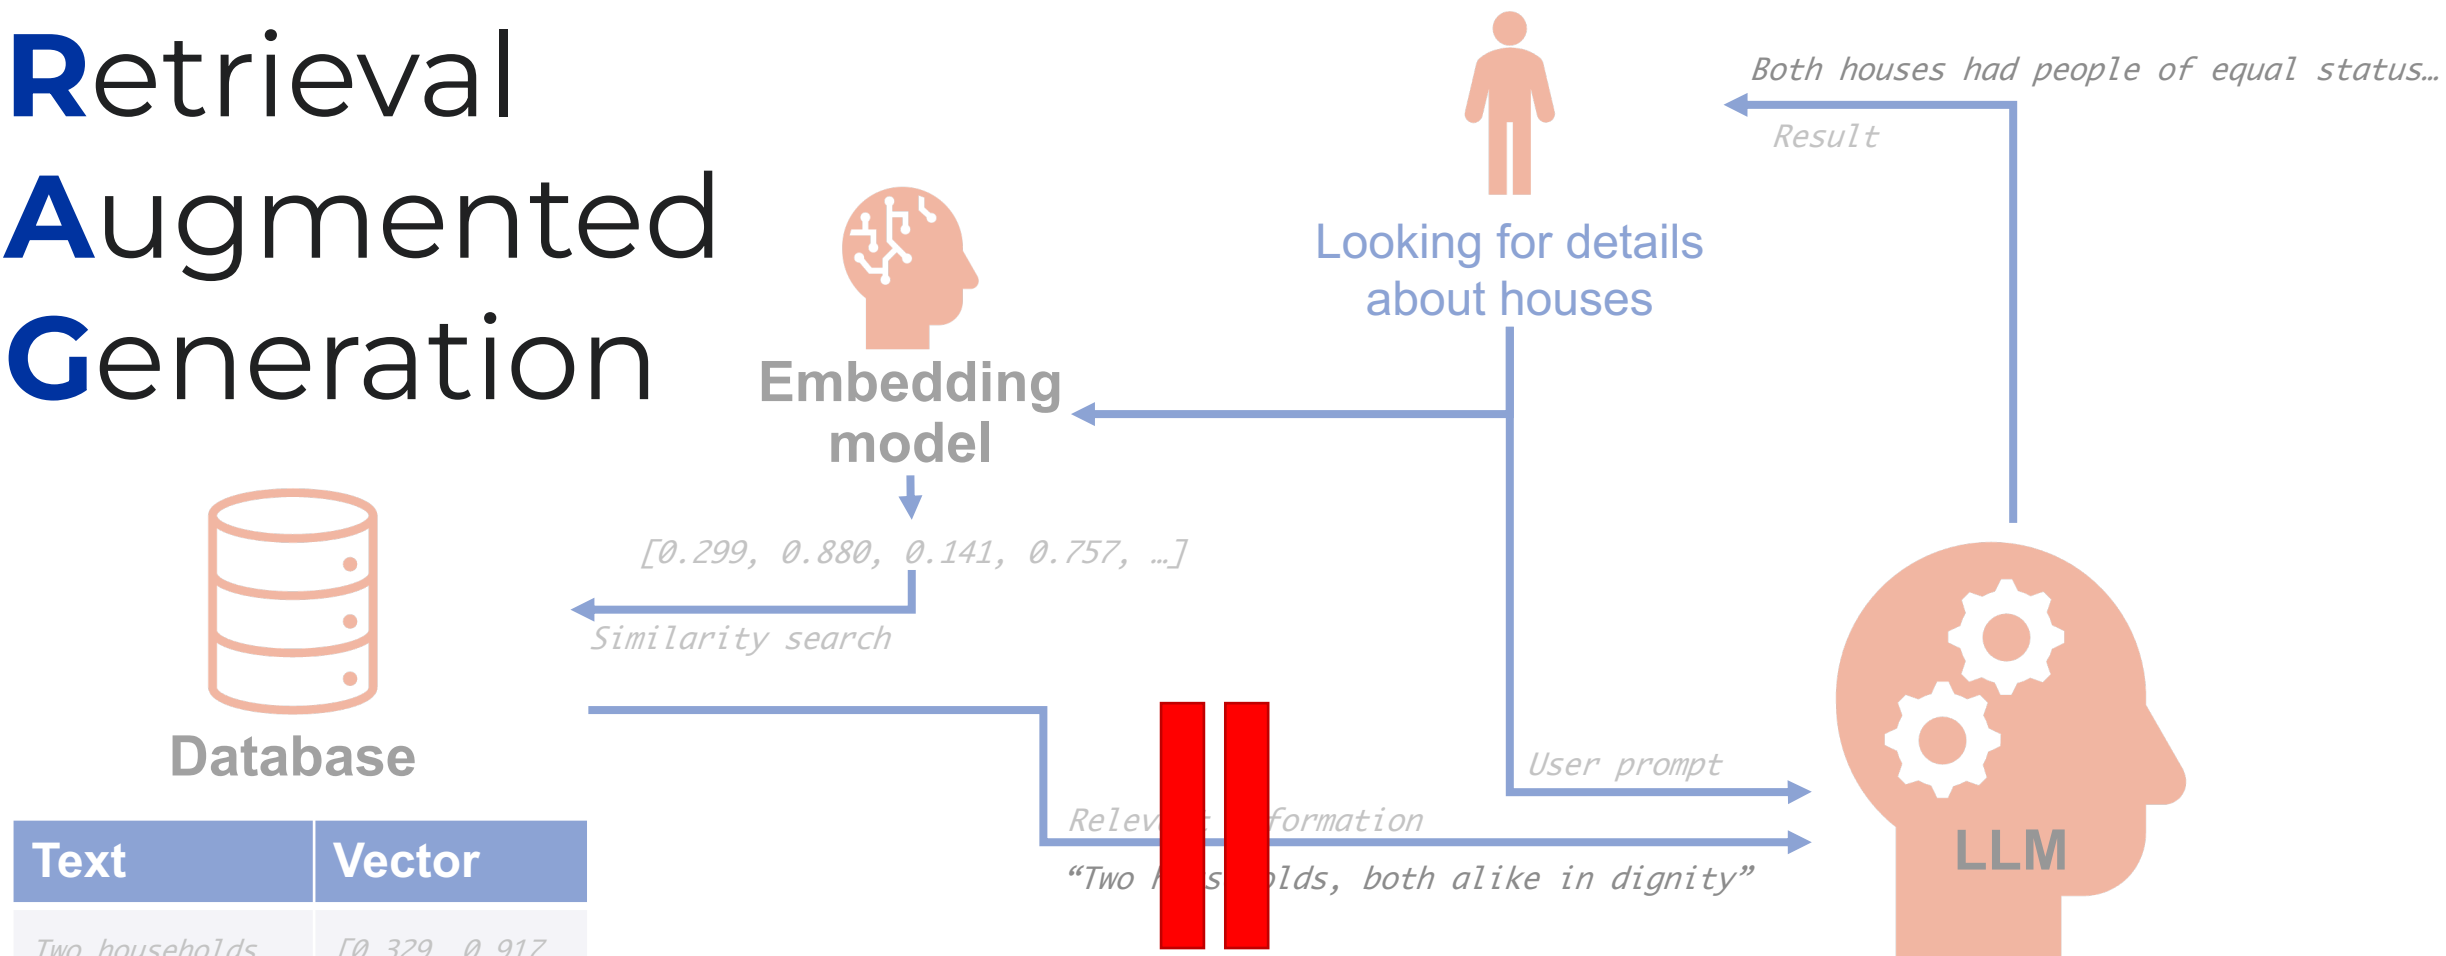 Retrieval
Augmented
Generation
Both houses had people of equal status…
Result
Looking for details
about houses
Embedding
model
[0.299, 0.880, 0.141, 0.757, …]
Similarity search
Database
User prompt
formation
“Two both alike in dignity”
LLM
Text Vector
Two households [0.329, 0.917